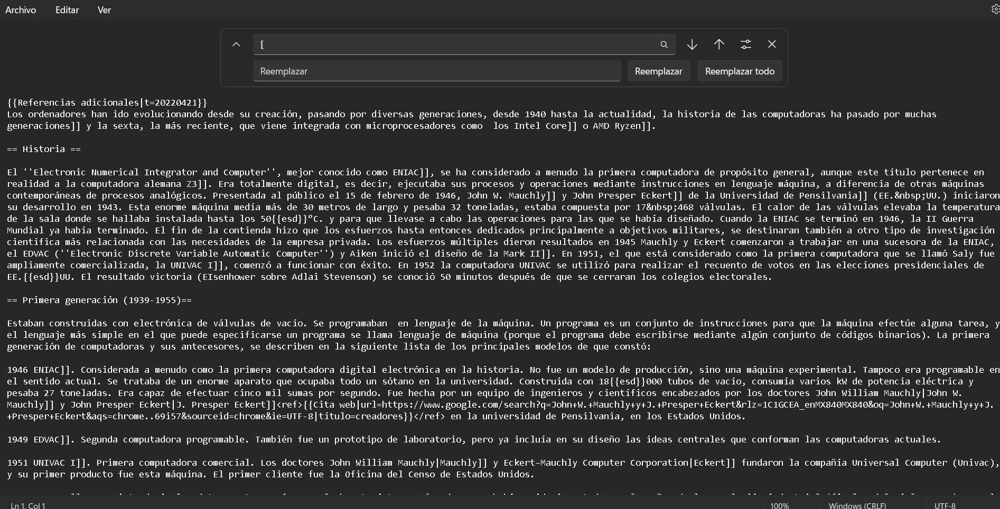 Archivo Editar Ver
[
Reemplazar Reemplazar Reemplazar todo
{{Referencias adicionales|t=20220421}}
Los ordenadores han ido evolucionando desde su creación, pasando por diversas generaciones, desde 1940 hasta la actualidad, la historia de las computadoras ha pasado por muchas
generaciones]] y la sexta, la más reciente, que viene integrada con microprocesadores como  los Intel Core]] o AMD Ryzen]].
== Historia ==
El ''Electronic Numerical Integrator and Computer'', mejor conocido como ENIAC]], se ha considerado a menudo la primera computadora de propósito general, aunque este título pertenece en
realidad a la computadora alemana Z3]]. Era totalmente digital, es decir, ejecutaba sus procesos y operaciones mediante instrucciones en lenguaje máquina, a diferencia de otras máquinas
contemporáneas de procesos analógicos. Presentada al público el 15 de febrero de 1946, John W. Mauchly]] y John Presper Eckert]] de la Universidad de Pensilvania]] (EE.&nbsp;UU.) iniciaron
su desarrollo en 1943. Esta enorme máquina medía más de 30 metros de largo y pesaba 32 toneladas, estaba compuesta por 17&nbsp;468 válvulas. El calor de las válvulas elevaba la temperatura
de la sala donde se hallaba instalada hasta los 50{{esd}}°C. y para que llevase a cabo las operaciones para las que se había diseñado. Cuando la ENIAC se terminó en 1946, la II Guerra
Mundial ya había terminado. El fin de la contienda hizo que los esfuerzos hasta entonces dedicados principalmente a objetivos militares, se destinaran también a otro tipo de investigación
científica más relacionada con las necesidades de la empresa privada. Los esfuerzos múltiples dieron resultados en 1945 Mauchly y Eckert comenzaron a trabajar en una sucesora de la ENIAC,
el EDVAC (''Electronic Discrete Variable Automatic Computer'') y Aiken inició el diseño de la Mark II]]. En 1951, el que está considerado como la primera computadora que se llamó Saly fue
ampliamente comercializada, la UNIVAC I]], comenzó a funcionar con éxito. En 1952 la computadora UNIVAC se utilizó para realizar el recuento de votos en las elecciones presidenciales de
EE.{{esd}}UU. El resultado victoria (EIsenhower sobre Adlai Stevenson) se conoció 50 minutos después de que se cerraran los colegios electorales.
== Primera generación (1939-1955)==
Estaban construidas con electrónica de válvulas de vacío. Se programaban  en lenguaje de la máquina. Un programa es un conjunto de instrucciones para que la máquina efectúe alguna tarea, y
el lenguaje más simple en el que puede especificarse un programa se llama lenguaje de máquina (porque el programa debe escribirse mediante algún conjunto de códigos binarios). La primera
generación de computadoras y sus antecesores, se describen en la siguiente lista de los principales modelos de que constó:
1946 ENIAC]]. Considerada a menudo como la primera computadora digital electrónica en la historia. No fue un modelo de producción, sino una máquina experimental. Tampoco era programable en
el sentido actual. Se trataba de un enorme aparato que ocupaba todo un sótano en la universidad. Construida con 18{{esd}}000 tubos de vacío, consumía varios kW de potencia eléctrica y
pesaba 27 toneladas. Era capaz de efectuar cinco mil sumas por segundo. Fue hecha por un equipo de ingenieros y científicos encabezados por los doctores John William Mauchly|John W.
Mauchly]] y John Presper Eckert|J. Presper Eckert]]<ref>{{Cita web|url=https://www.google.com/search?q=John+W.+Mauchly+y+J.+Presper+Eckert&rlz=1C1GCEA_enMX840MX840&oq=John+W.+Mauchly+y+J.
+Presper+Eckert&aqs=chrome..69i57&sourceid=chrome&ie=UTF-8|título=creadores}}</ref> en la universidad de Pensilvania, en los Estados Unidos.
1949 EDVAC]]. Segunda computadora programable. También fue un prototipo de laboratorio, pero ya incluía en su diseño las ideas centrales que conforman las computadoras actuales.
1951 UNIVAC I]]. Primera computadora comercial. Los doctores John William Mauchly|Mauchly]] y Eckert–Mauchly Computer Corporation|Eckert]] fundaron la compañía Universal Computer (Univac),
y su primer producto fue esta máquina. El primer cliente fue la Oficina del Censo de Estados Unidos.
Ln 1, Col 1 100% Windows (CRLF) UTF-8